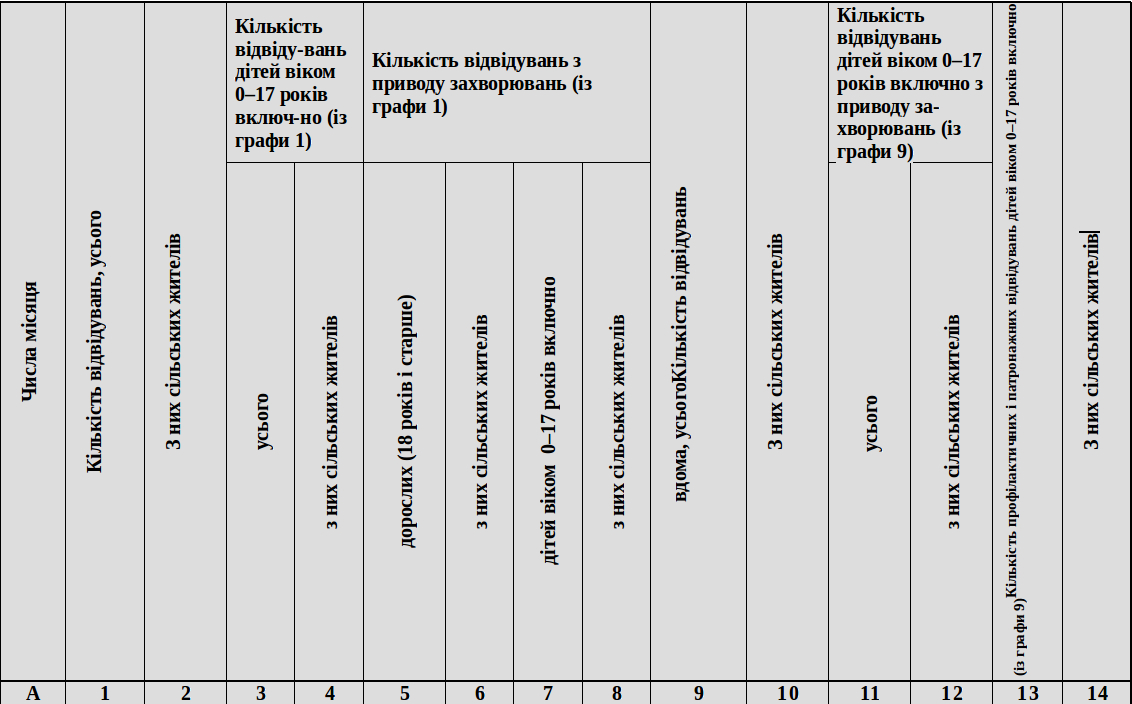 Числа місяця
Кількість відвідувань, усього
З них сільських жителів
Кількість
відвіду-вань
дітей віком
0–17 років
включ-но (із
графи 1)
усього
з них сільських жителів
Кількість відвідувань з
приводу захворювань (із
графи 1)
дорослих (18 років і старше)
з них сільських жителів
дітей віком 0–17 років включно
з них сільських жителів
вдома, усьогоКількість відвідувань
З них сільських жителів
Кількість
відвідувань
дітей віком 0–17
років включно з
приводу за-
хворювань (із
графи 9)
усього
з них сільських жителів
(із графи 9)Кількість профілактичних і патронажних відвідувань дітей віком 0–17 років включно
З них сільських жителів
А 1 2 3 4 5 6 7 8 9 10 11 12 13 14